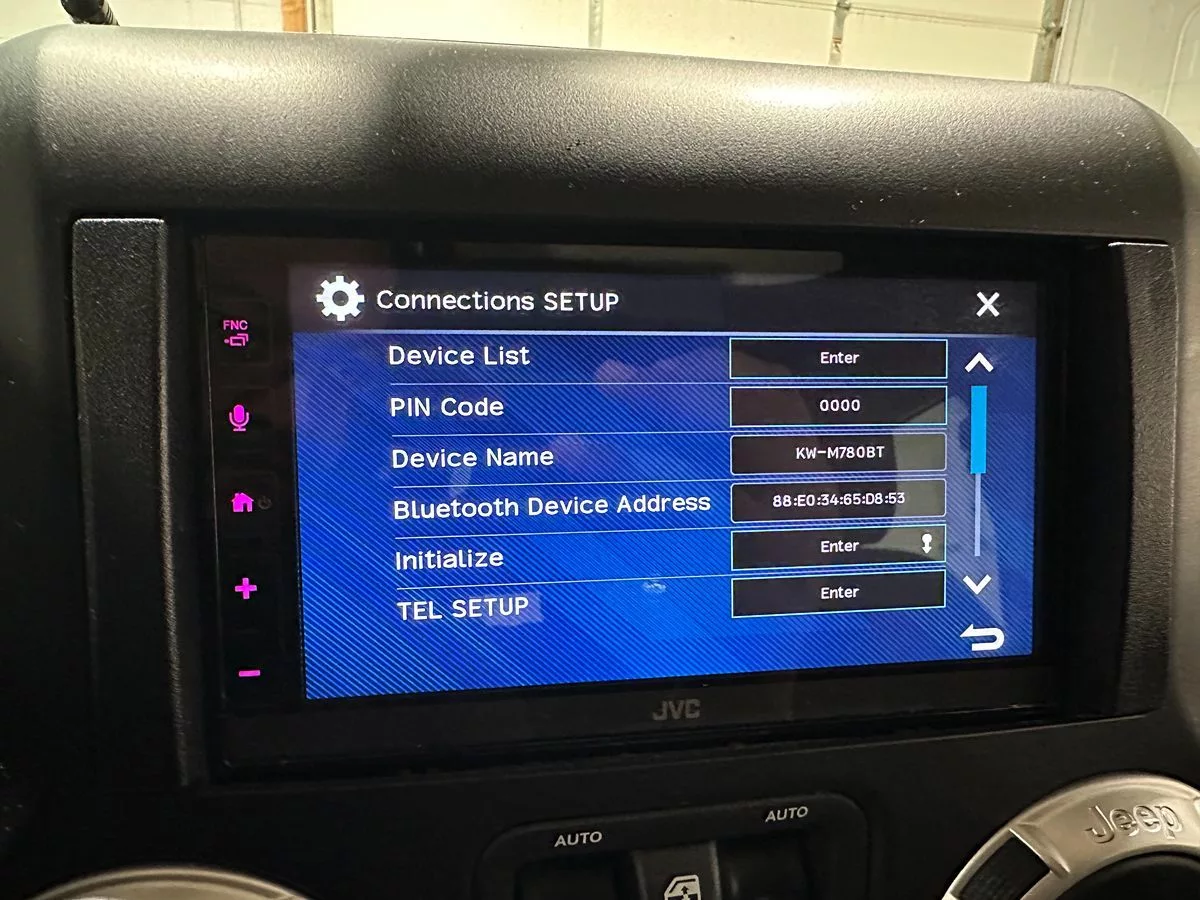 Connections SETUP
FNC
Device List
Enter
PIN Code
0000
Device Name
KW-M780BT
Bluetooth Device Address
88:E0:34:65:D8:53
Initialize
Enter
TEL SETUP
Enter
JVC
AUTO
AUTO
Jeep